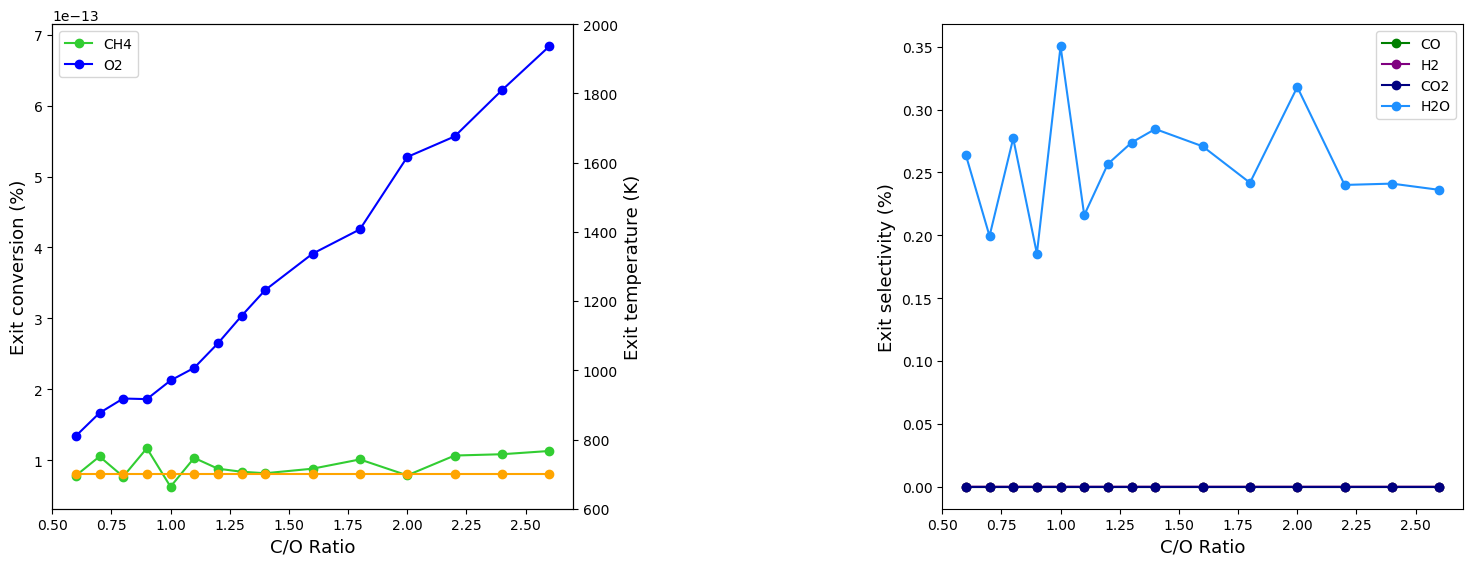 1e−13
CH4
O2
7
6
5
4
3
2
1
Exit conversion (%)
2000
1800
1600
1400
1200
1000
800
600
Exit temperature (K)
0.50 0.75 1.00 1.25 1.50 1.75 2.00 2.25 2.50
C/O Ratio
CO
H2
CO2
H2O
0.35
0.30
0.25
0.20
0.15
0.10
0.05
0.00
Exit selectivity (%)
0.50 0.75 1.00 1.25 1.50 1.75 2.00 2.25 2.50
C/O Ratio